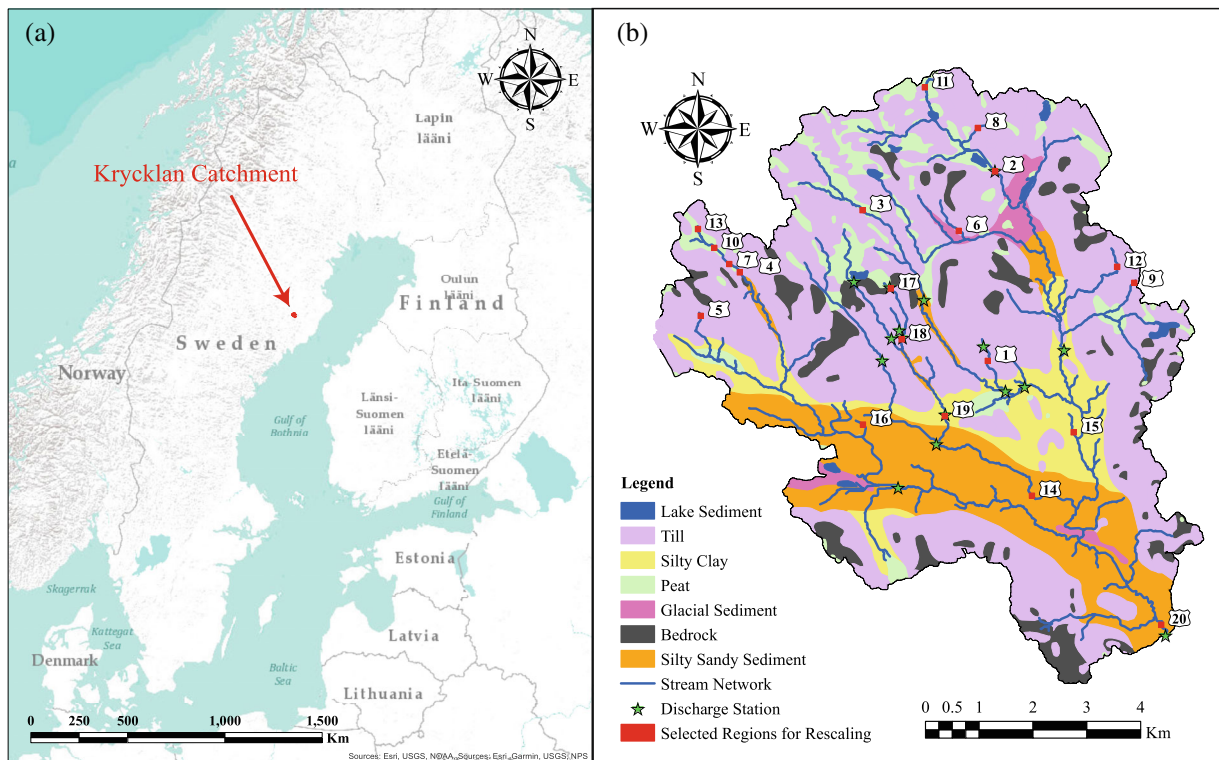 (a)
N
W
E
S
Lapin
lääni
Krycklan Catchment
Oulun
lääni
Finland
Sweden
Norway
Länsi-
Suomen
lääni
Ita-Suomen
lääni
Gulf of
Bothnia
Etelä-
Suomen
lääni
Gulf of
Finland
Estonia
Skagerrak
Kattegat
Sea
Latvia
Denmark
Baltic
Sea
Lithuania
0 250 500 1,000 1,500
Km
Sources: Esri, USGS, NOAA, Sources: Esri, Garmin, USGS, NPS
(b)
N
W
E
S
11
8
2
3
13
6
10
7
4
12
9
17
5
18
1
19
16
15
14
20
Legend
Lake Sediment
Till
Silty Clay
Peat
Glacial Sediment
Bedrock
Silty Sandy Sediment
Stream Network
Discharge Station
Selected Regions for Rescaling
0 0.5 1 2 3 4
Km